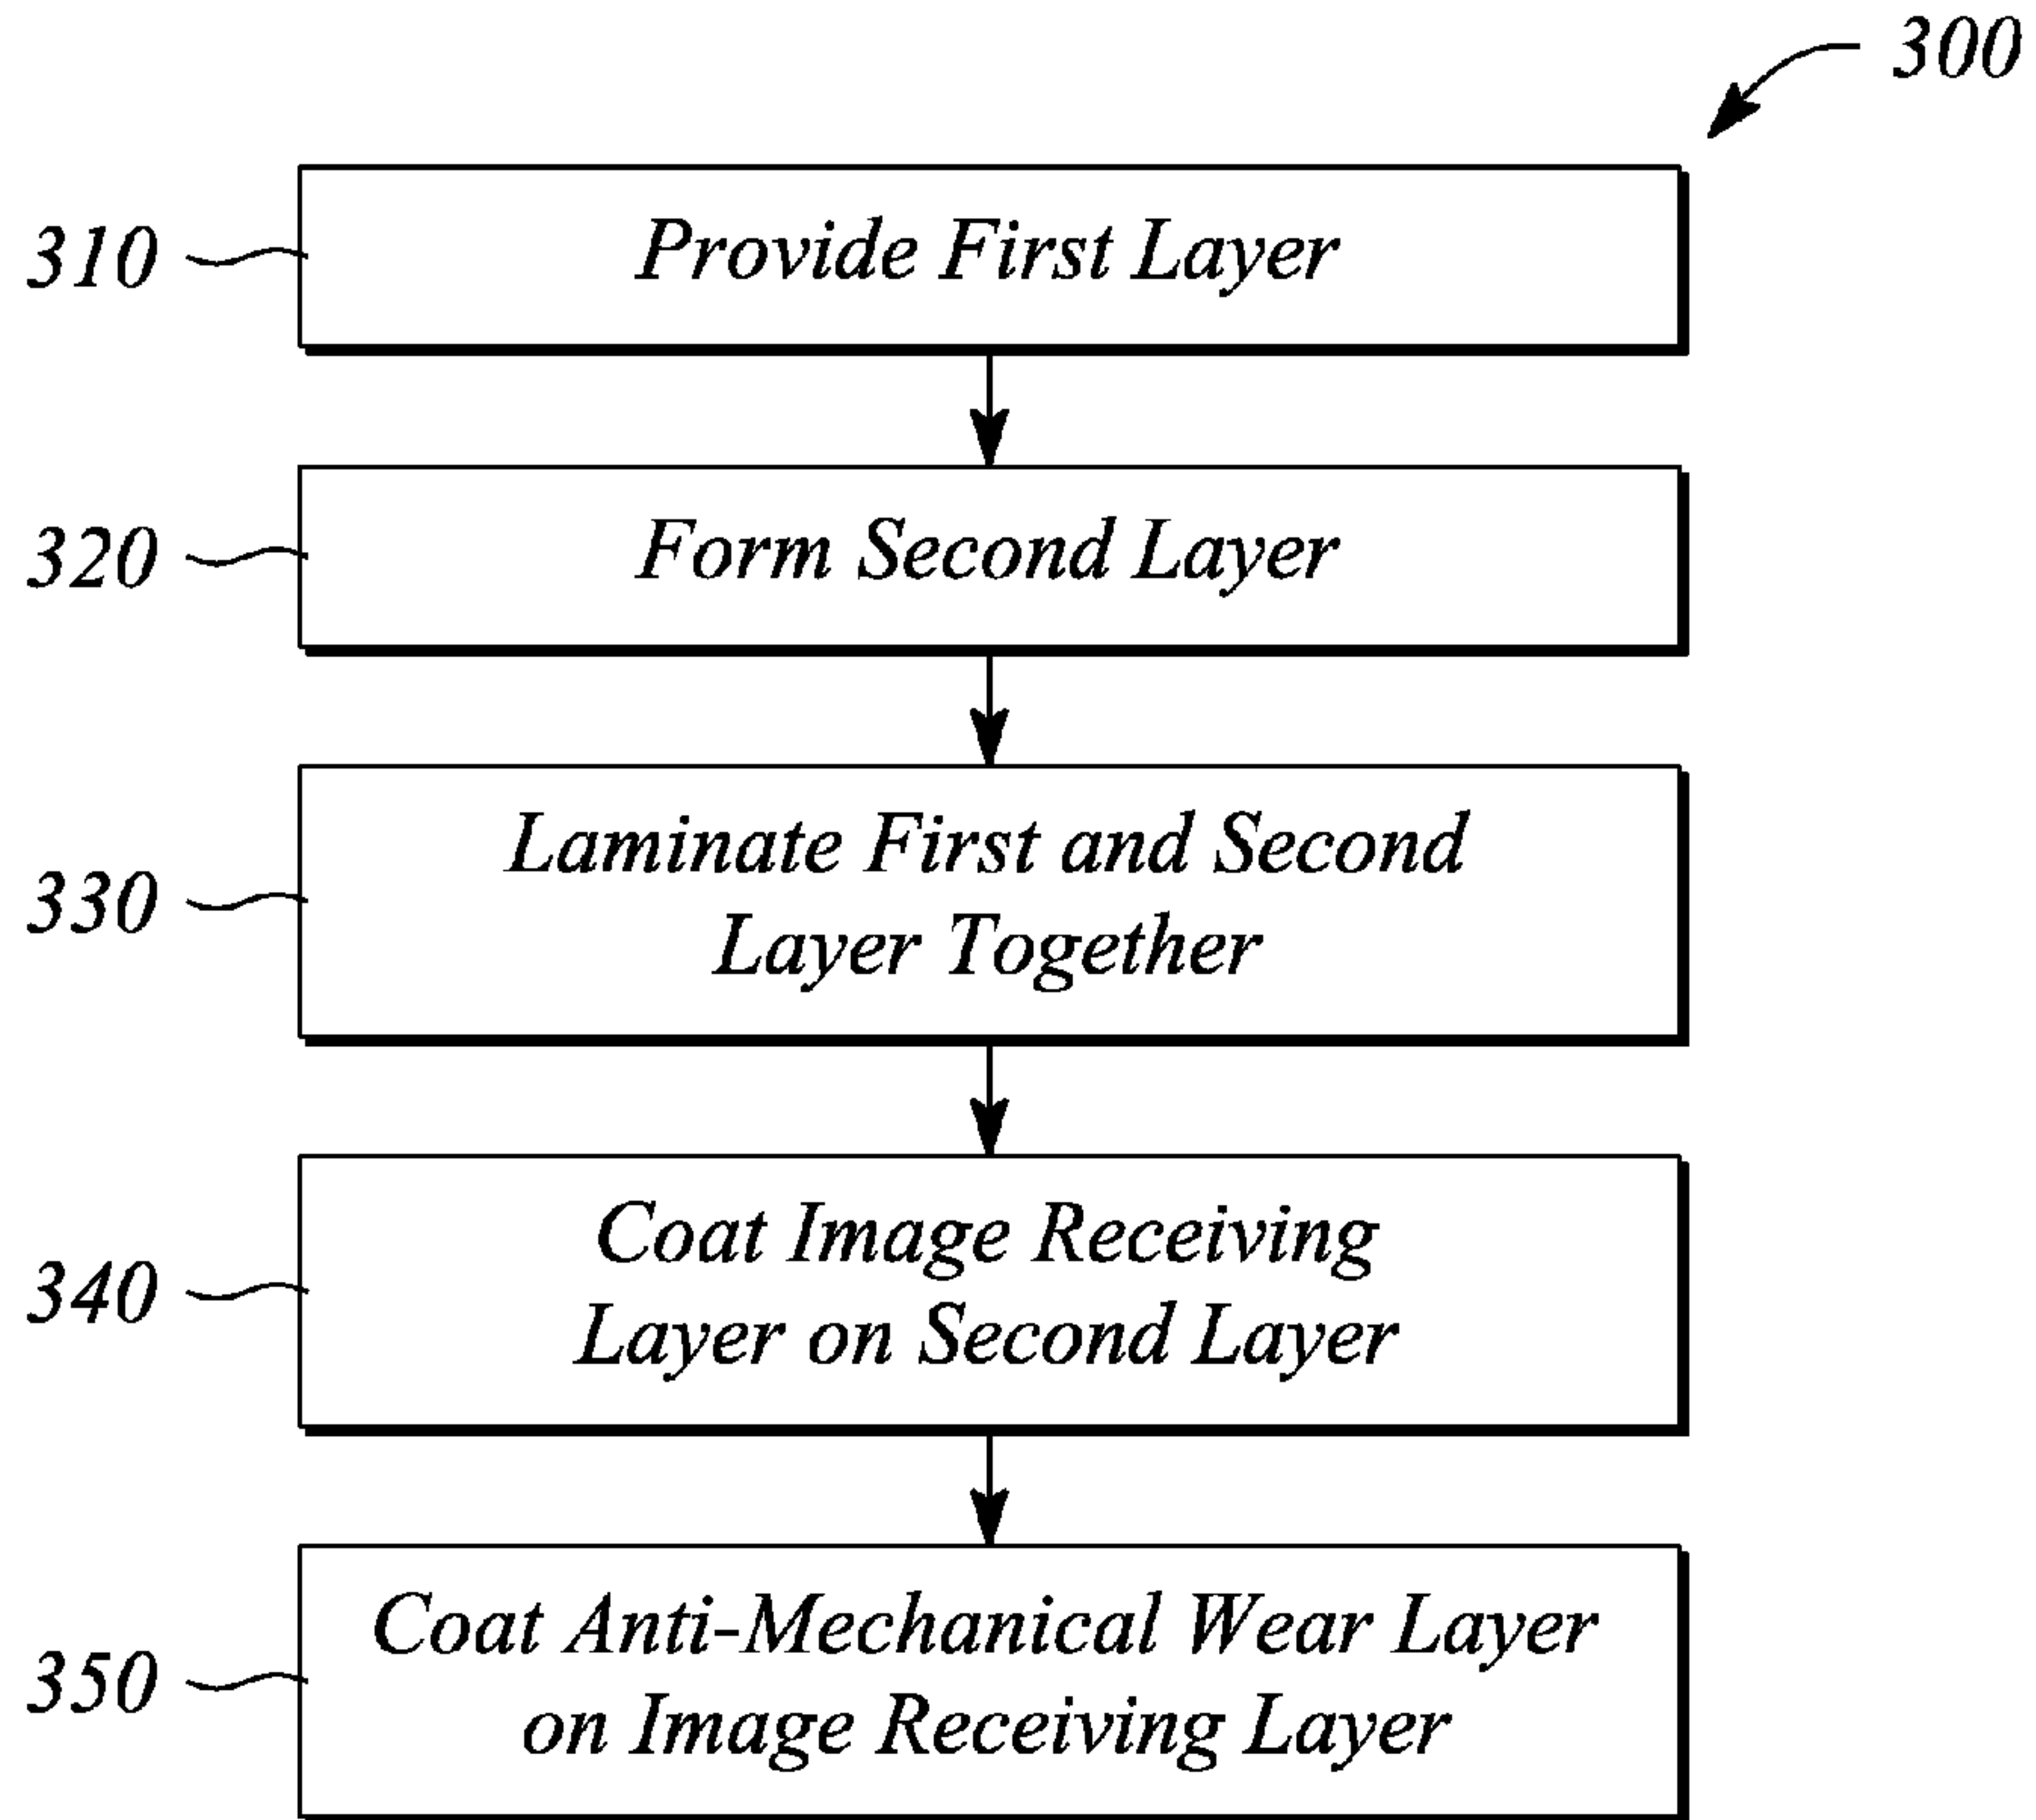 300
310
Provide First Layer
320
Form Second Layer
330
Laminate First and Second
Layer Together
340
Coat Image Receiving
Layer on Second Layer
350
Coat Anti-Mechanical Wear Layer
on Image Receiving Layer